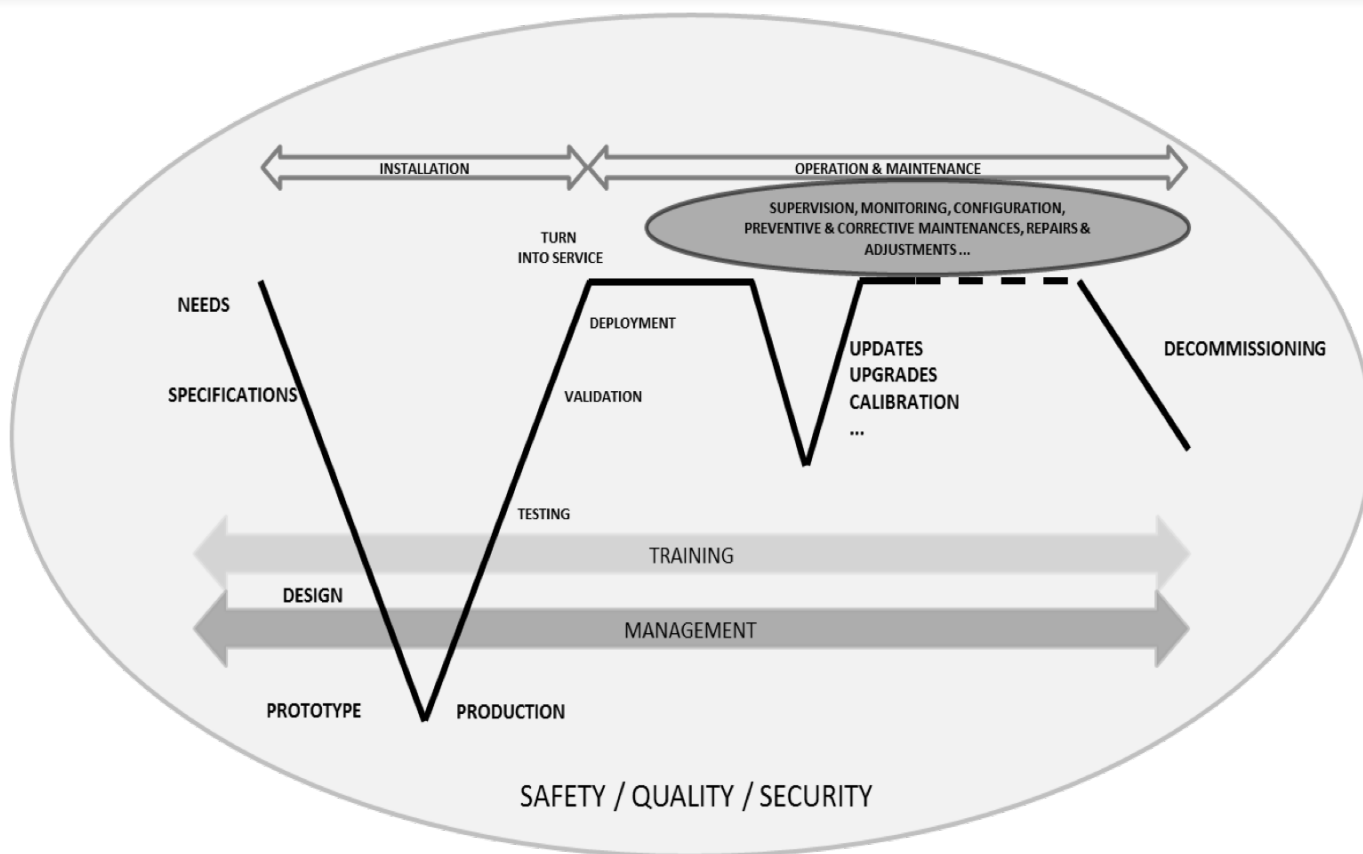 INSTALLATION
OPERATION & MAINTENANCE
SUPERVISION, MONITORING, CONFIGURATION,
PREVENTIVE & CORRECTIVE MAINTENANCES, REPAIRS &
ADJUSTMENTS ...
TURN
INTO SERVICE
NEEDS
DEPLOYMENT
UPDATES
UPGRADES
CALIBRATION
...
DECOMMISSIONING
SPECIFICATIONS
VALIDATION
TESTING
TRAINING
DESIGN
MANAGEMENT
PROTOTYPE
PRODUCTION
SAFETY / QUALITY / SECURITY